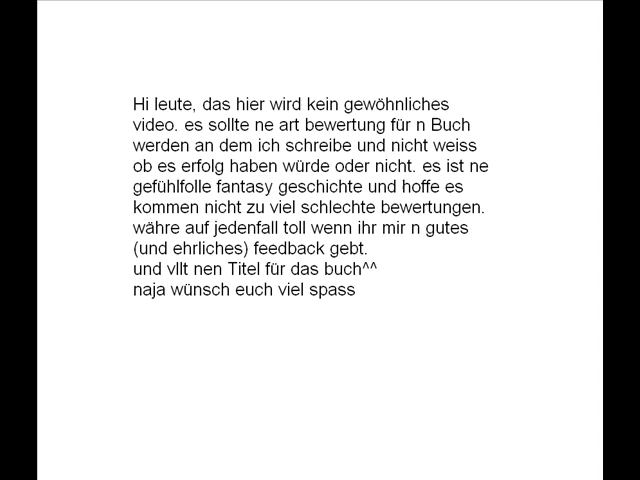 Hi leute, das hier wird kein gewöhnliches
video. es sollte ne art bewertung für n Buch
werden an dem ich schreibe und nicht weiss
ob es erfolg haben würde oder nicht. es ist ne
gefühlfolle fantasy geschichte und hoffe es
kommen nicht zu viel schlechte bewertungen.
währe auf jedenfall toll wenn ihr mir n gutes
(und ehrliches) feedback gebt.
und vllt nen Titel für das buch^^
naja wünsch euch viel spass